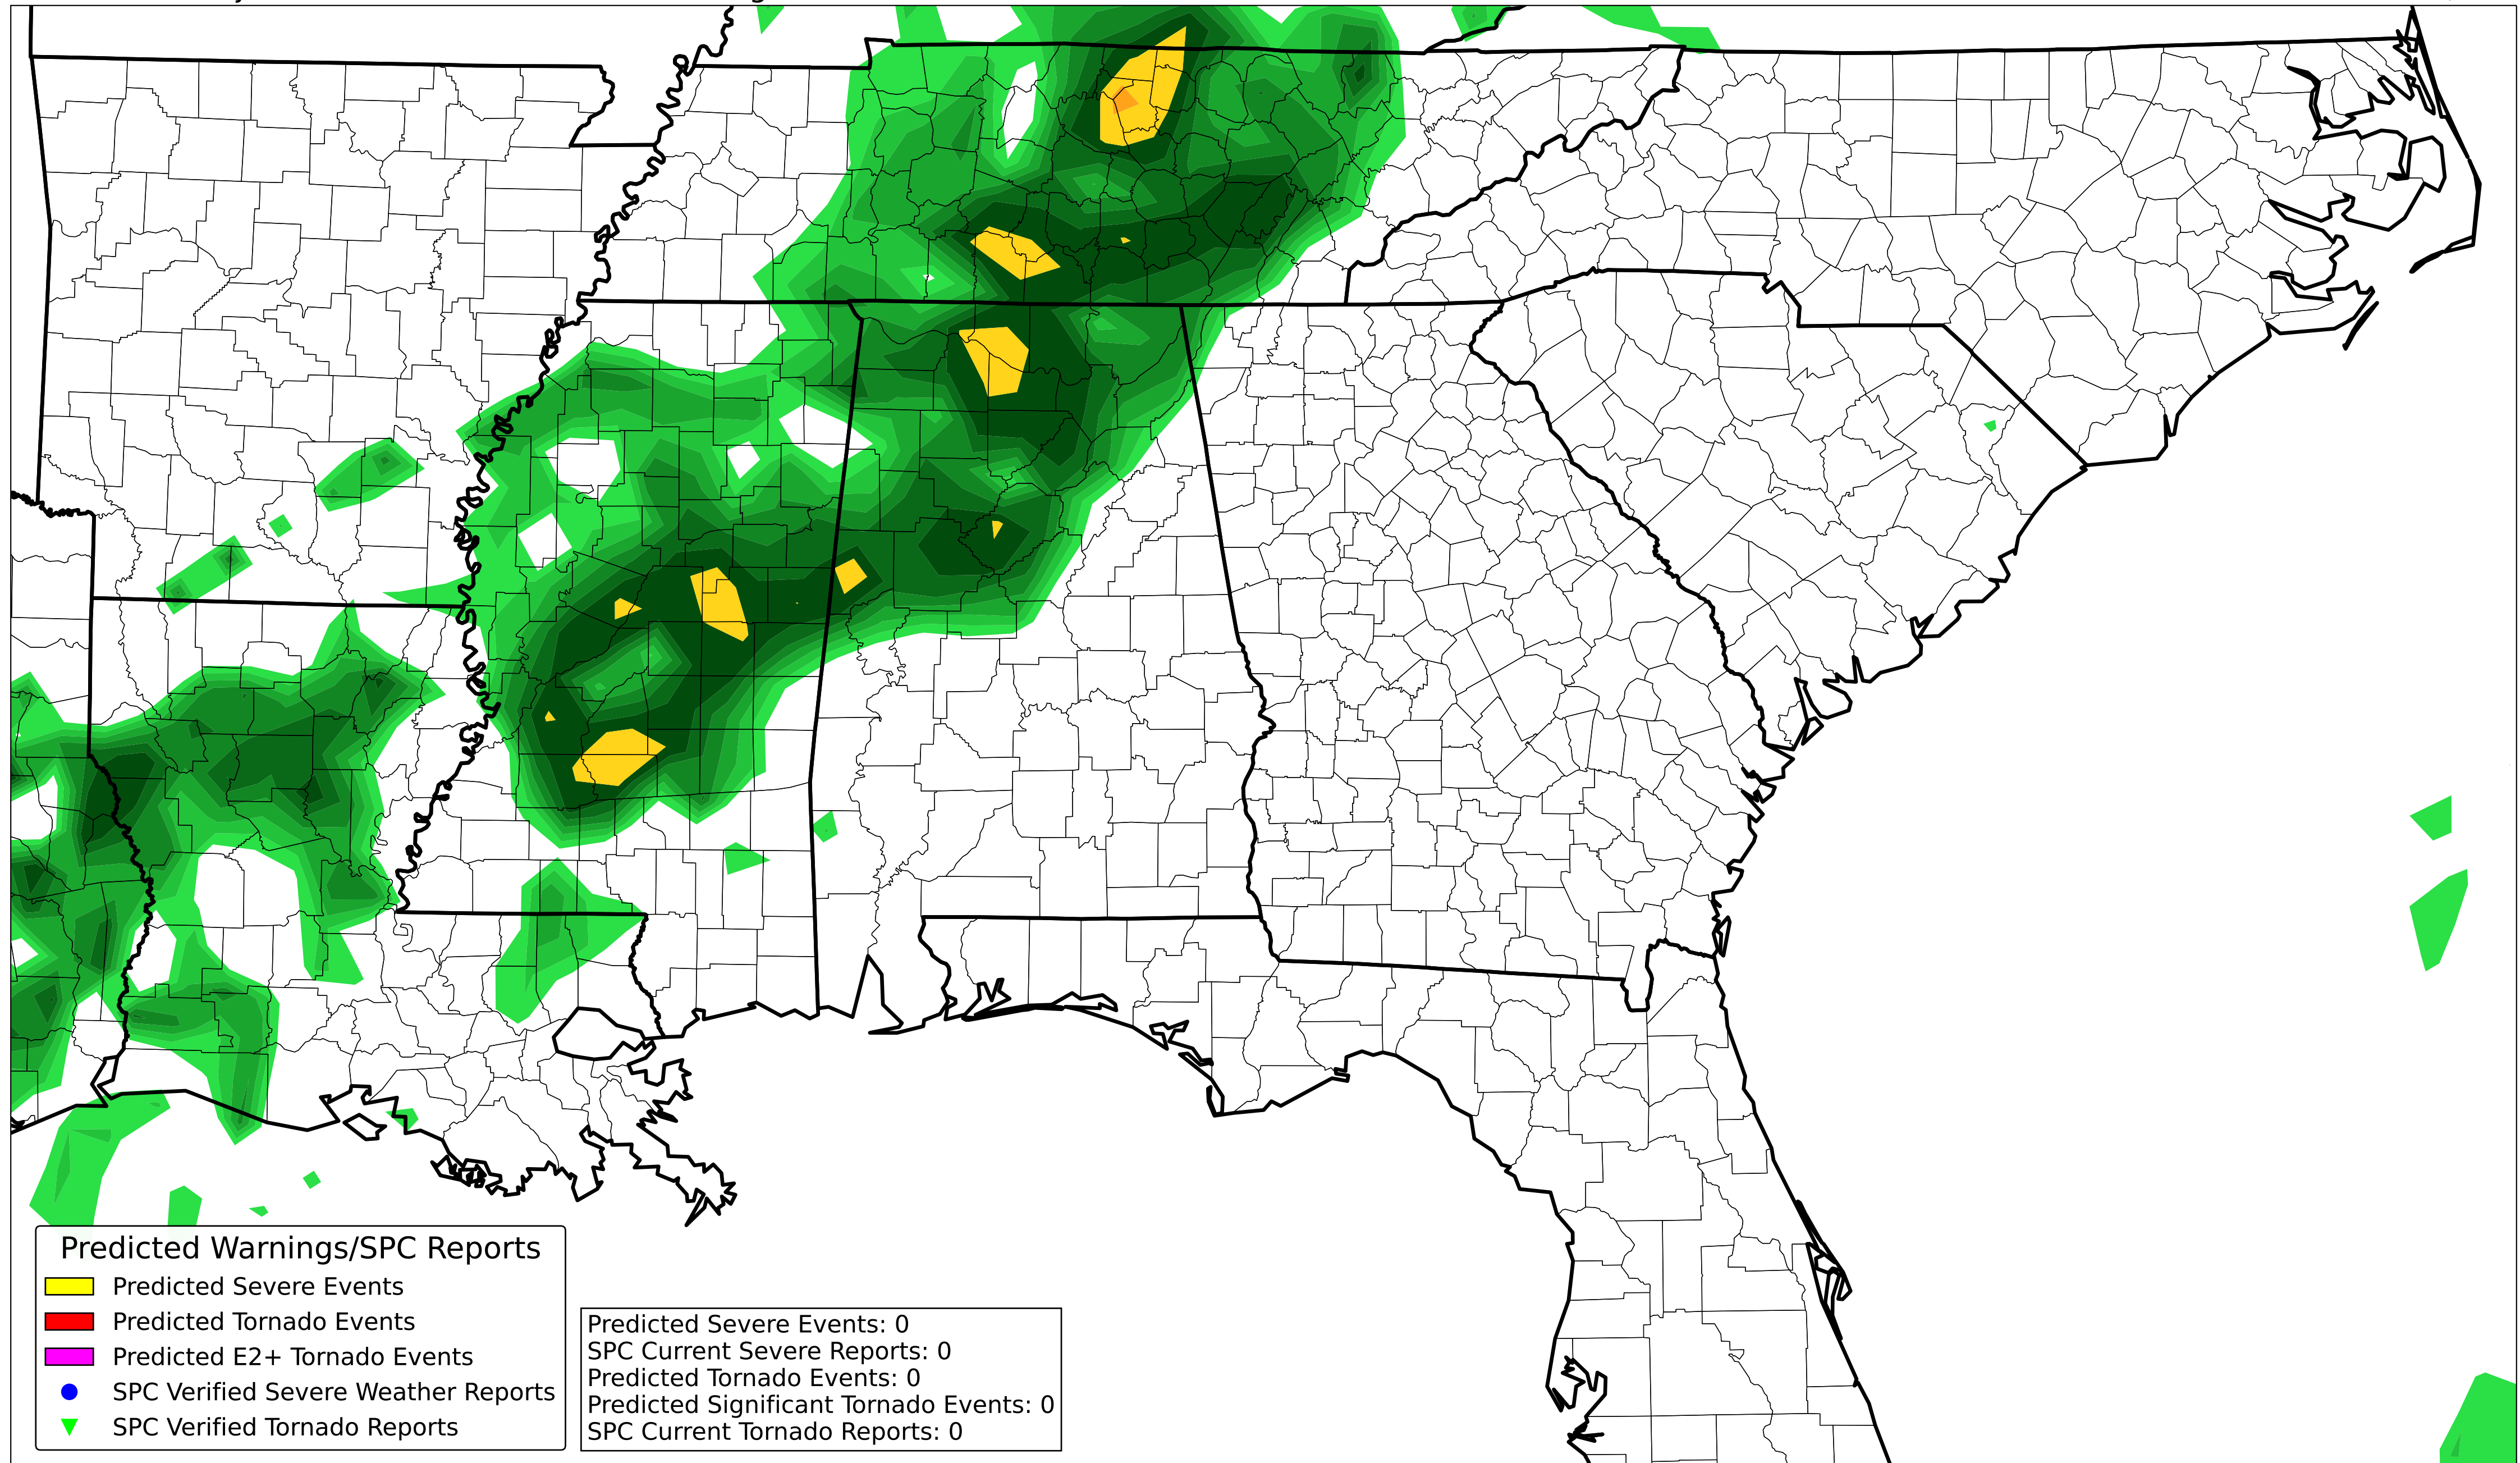 Predicted Warnings/SPC Reports
Predicted Severe Events
Predicted Tornado Events
Predicted E2+ Tornado Events
SPC Verified Severe Weather Reports
SPC Verified Tornado Reports
Predicted Severe Events: 0
SPC Current Severe Reports: 0
Predicted Tornado Events: 0
Predicted Significant Tornado Events: 0
SPC Current Tornado Reports: 0